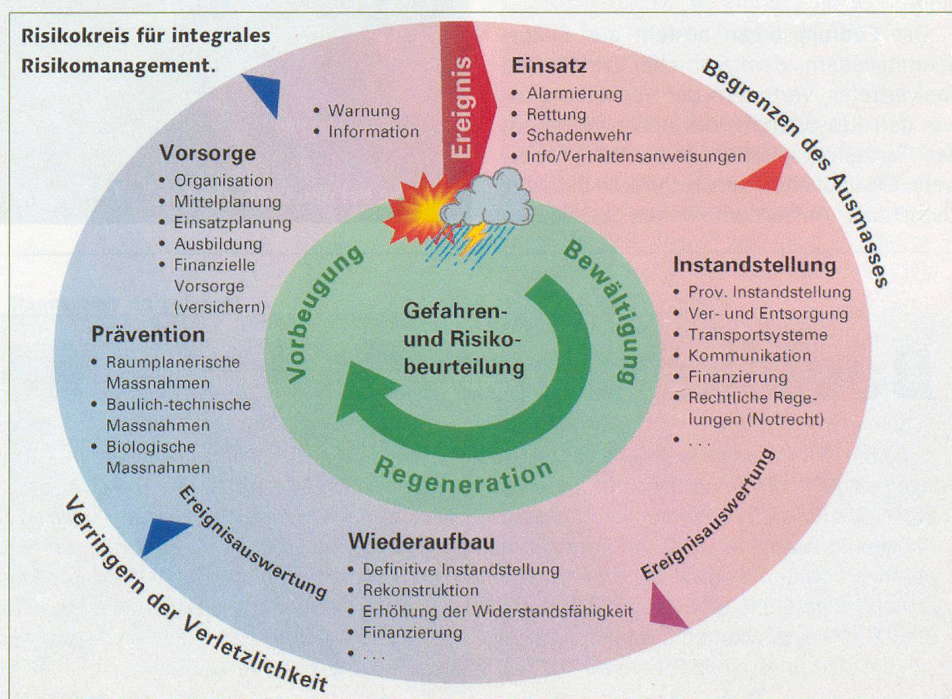 Risikokreis für integrales
Risikomanagement.
Ereignis
• Warnung
• Information
Einsatz
• Alarmierung
• Rettung
• Schadenwehr
• Info/Verhaltensanweisungen
Begrenzen des Ausmasses
Vorsorge
• Organisation
• Mittelplanung
• Einsatzplanung
• Ausbildung
• Finanzielle
Vorsorge
(versichern)
Instandstellung
• Prov. Instandstellung
• Ver- und Entsorgung
• Transportsysteme
• Kommunikation
• Finanzierung
• Rechtliche Rege-
lungen (Notrecht)
• . . .
Vorbeugung
Bewältigung
Regeneration
Gefahren-
und Risiko-
beurteilung
Prävention
• Raumplanerische
Massnahmen
• Baulich-technische
Massnahmen
• Biologische
Massnahmen
Ereignisauswertung
Ereignisauswertung
Wiederaufbau
• Definitive Instandstellung
• Rekonstruktion
• Erhöhung der Widerstandsfähigkeit
• Finanzierung
• . . .
Verringern der Verletzlichkeit